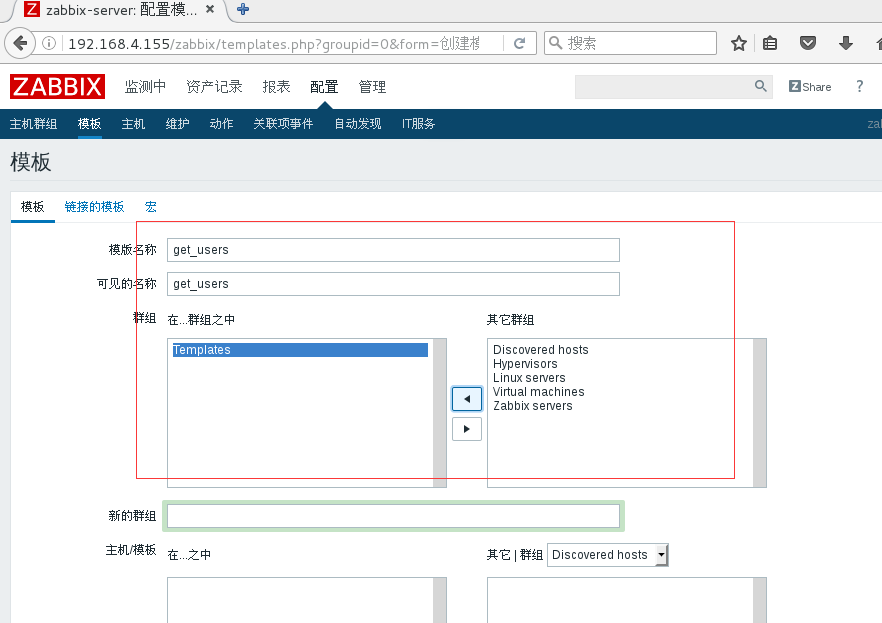 Z zabbix-server: 配置模...
192.168.4.155/zabbix/templates.php?groupid=0&form=创建模
搜索
ZABBIX 监测中 资产记录 报表 配置 管理 Z Share ?
主机群组 模板 主机 维护 动作 关联项事件 自动发现 IT服务 za
模板
模板 链接的模板 宏
模版名称 get_users
可见的名称 get_users
群组 在...群组之中 其它群组
Templates Discovered hosts
Hypervisors
Linux servers
Virtual machines
Zabbix servers
新的群组
主机/模板 在...之中 其它 | 群组 Discovered hosts